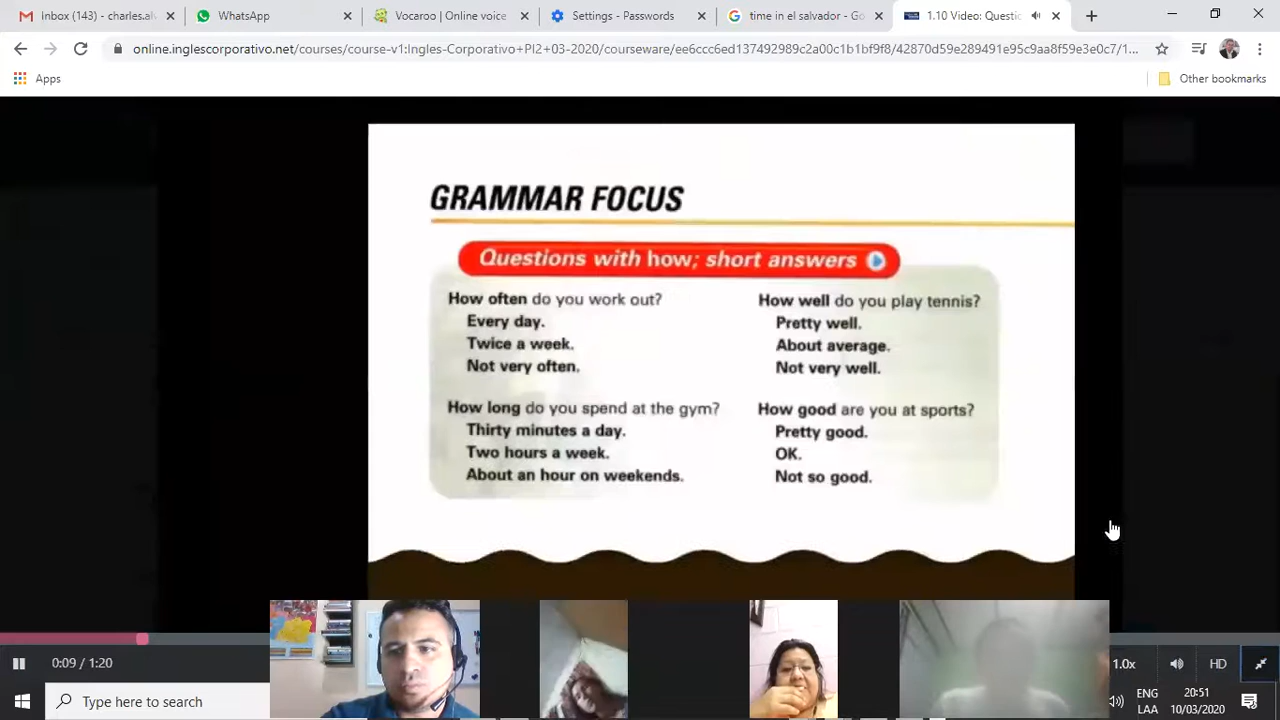 Inbox (43) - charles.al
WhatsApp
Vocaroo | Online voice
Settings - Passwords
time in el salvador - Go
1.10 Video: Questio
online.inglescorporativo.net/courses/course-v1:Ingles-Corporativo+PI2+03-2020/courseware/ee6ccc6ed137492989c2a00c1b1bf9f8/42870d59e289491e95c9aa8f59e3e0c7/1...
Apps
Other bookmarks
GRAMMAR FOCUS
Questions with how; short answers
How often do you work out?
Every day.
Twice a week.
Not very often.
How long do you spend at the gym?
Thirty minutes a day.
Two hours a week.
About an hour on weekends.
How well do you play tennis?
Pretty well.
About average.
Not very well.
How good are you at sports?
Pretty good.
OK.
Not so good.
0:09 / 1:20
1.0x
HD
Type here to search
ENG
LAA
20:51
10/03/2020